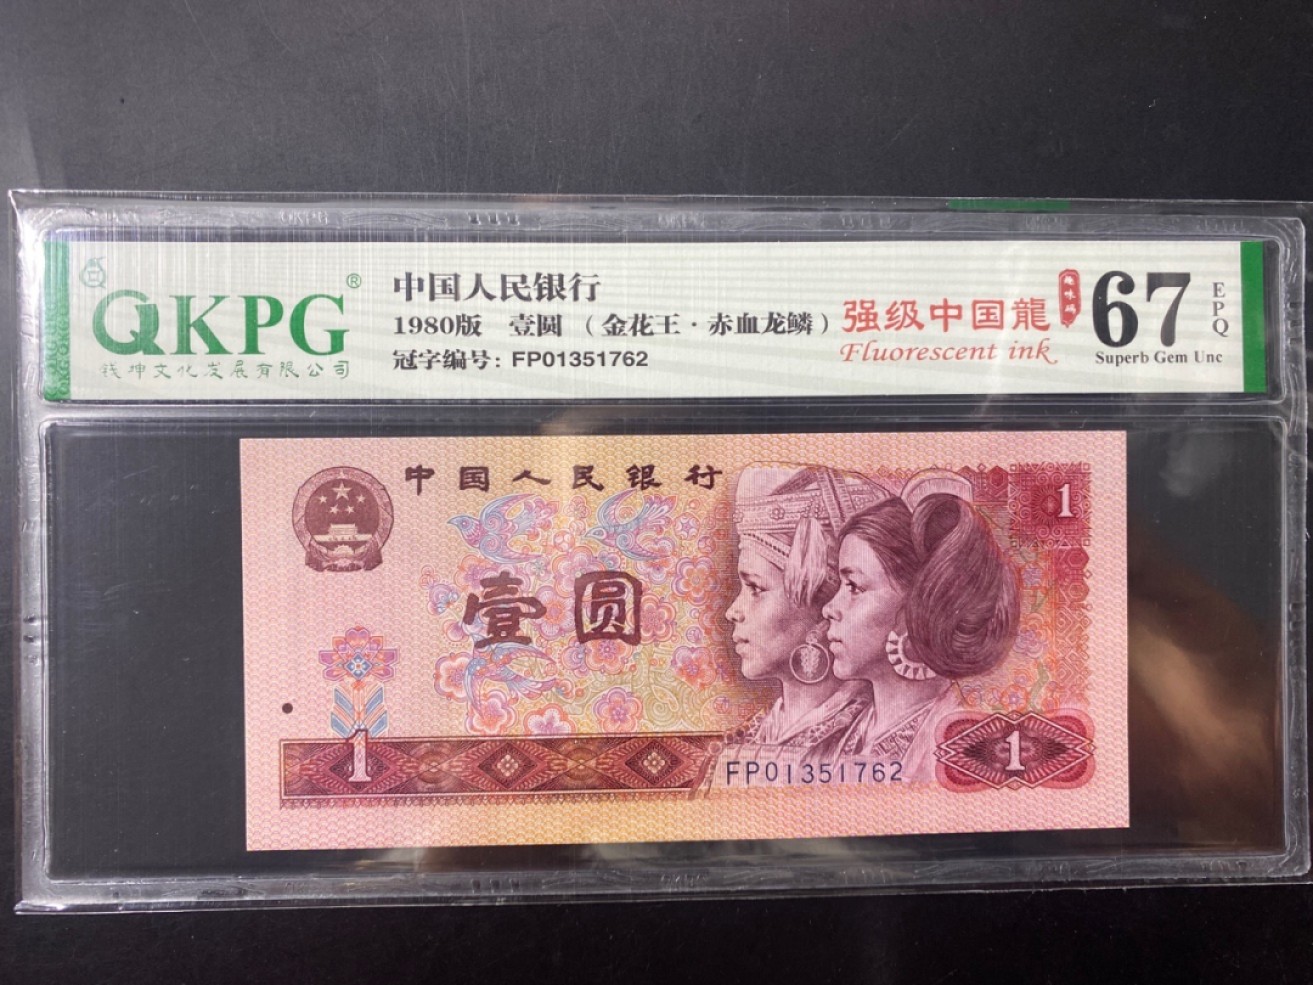 QKPG®
钱坤文化发展有限公司
中国人民银行
1980版 壹圆 (金花王·赤血龙鳞)
冠字编号: FP01351762
强级中国龍
Fluorescent ink
趣味号
67
EPQ
Superb Gem Unc
中国人民银行
1
壹圆
1
FP01351762
1